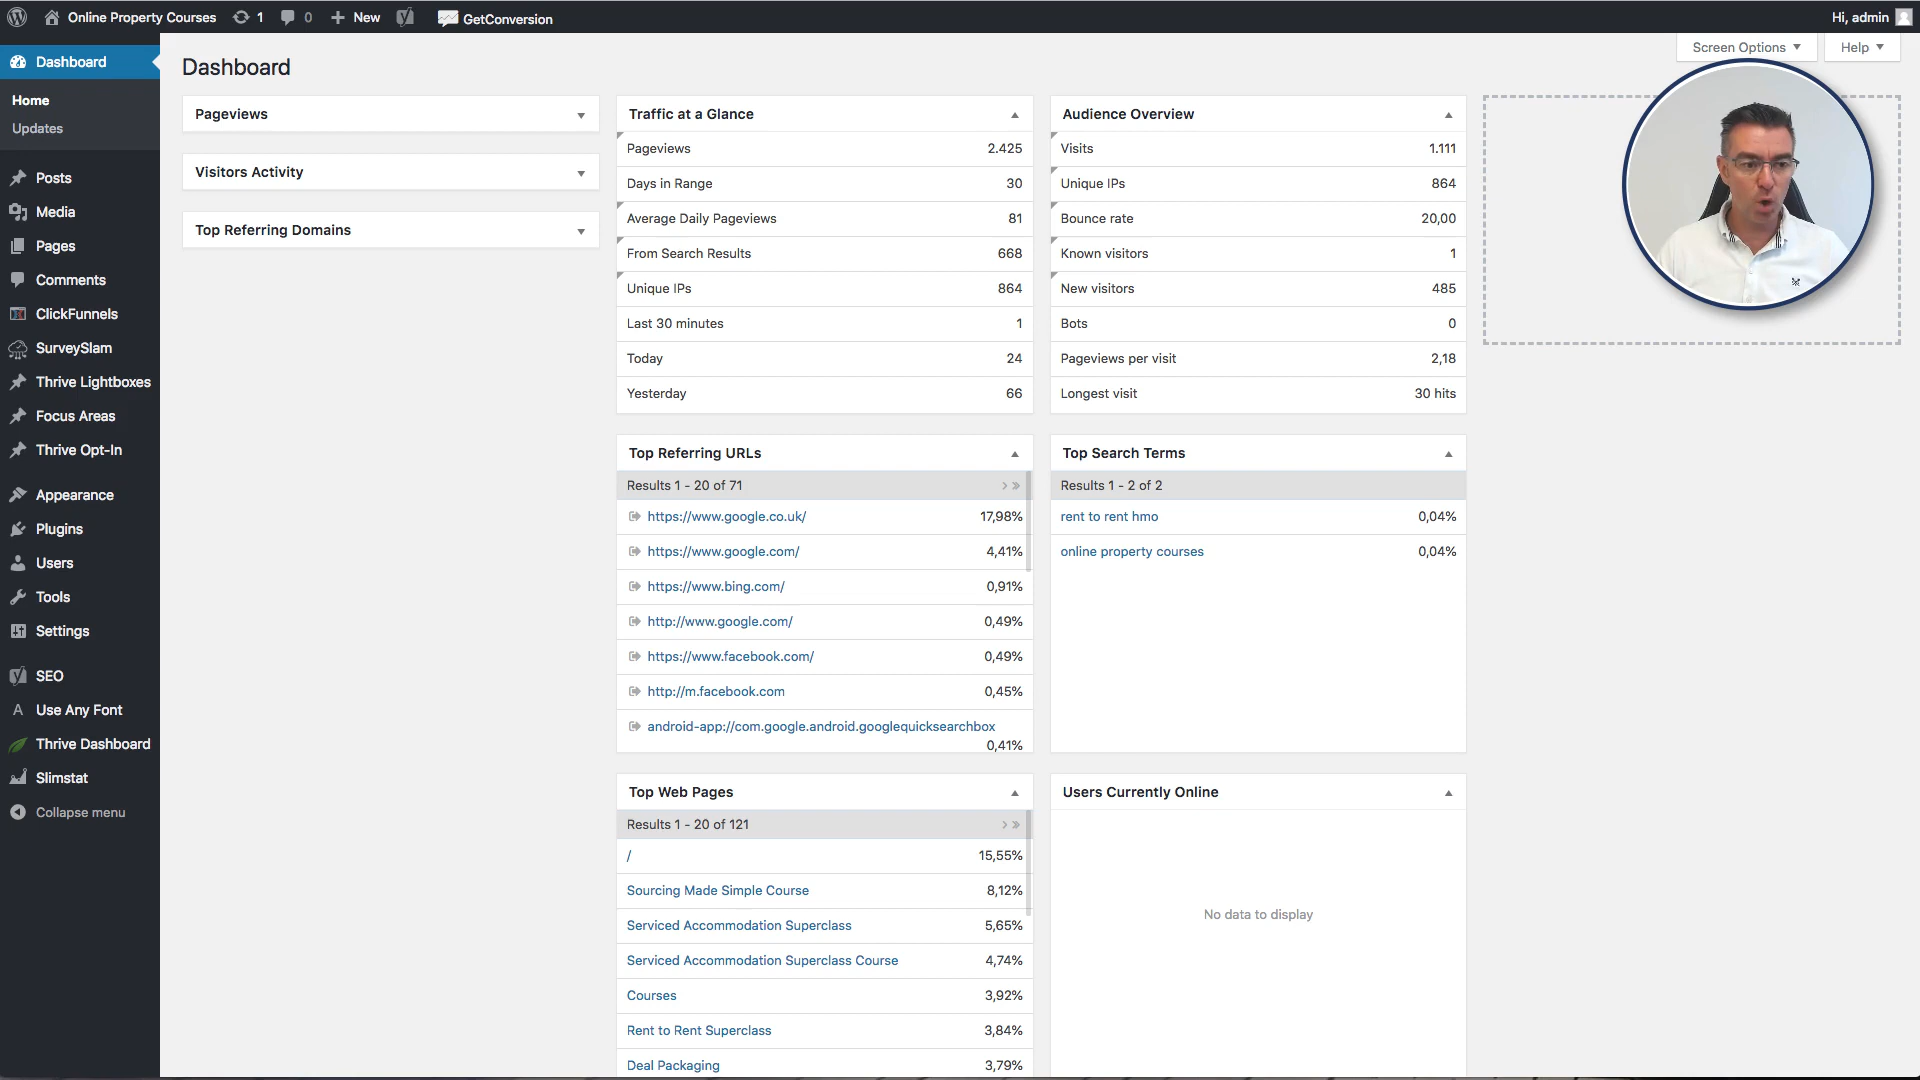 Online Property Courses 1 0 New GetConversion Hi, admin
Screen Options Help
Dashboard
Home
Updates
Posts
Media
Pages
Comments
ClickFunnels
SurveySlam
Thrive Lightboxes
Focus Areas
Thrive Opt-In
Appearance
Plugins
Users
Tools
Settings
SEO
Use Any Font
Thrive Dashboard
Slimstat
Collapse menu
Dashboard
Pageviews
Visitors Activity
Top Referring Domains
Traffic at a Glance
Pageviews 2.425
Days in Range 30
Average Daily Pageviews 81
From Search Results 668
Unique IPs 864
Last 30 minutes 1
Today 24
Yesterday 66
Audience Overview
Visits 1.111
Unique IPs 864
Bounce rate 20,00
Known visitors 1
New visitors 485
Bots 0
Pageviews per visit 2,18
Longest visit 30 hits
Top Referring URLs
Results 1 - 20 of 71
https://www.google.co.uk/ 17,98%
https://www.google.com/ 4,41%
https://www.bing.com/ 0,91%
http://www.google.com/ 0,49%
https://www.facebook.com/ 0,49%
http://m.facebook.com 0,45%
android-app://com.google.android.googlequicksearchbox
0,41%
Top Search Terms
Results 1 - 2 of 2
rent to rent hmo 0,04%
online property courses 0,04%
Top Web Pages
Results 1 - 20 of 121
/ 15,55%
Sourcing Made Simple Course 8,12%
Serviced Accommodation Superclass 5,65%
Serviced Accommodation Superclass Course 4,74%
Courses 3,92%
Rent to Rent Superclass 3,84%
Deal Packaging 3,79%
Users Currently Online
No data to display